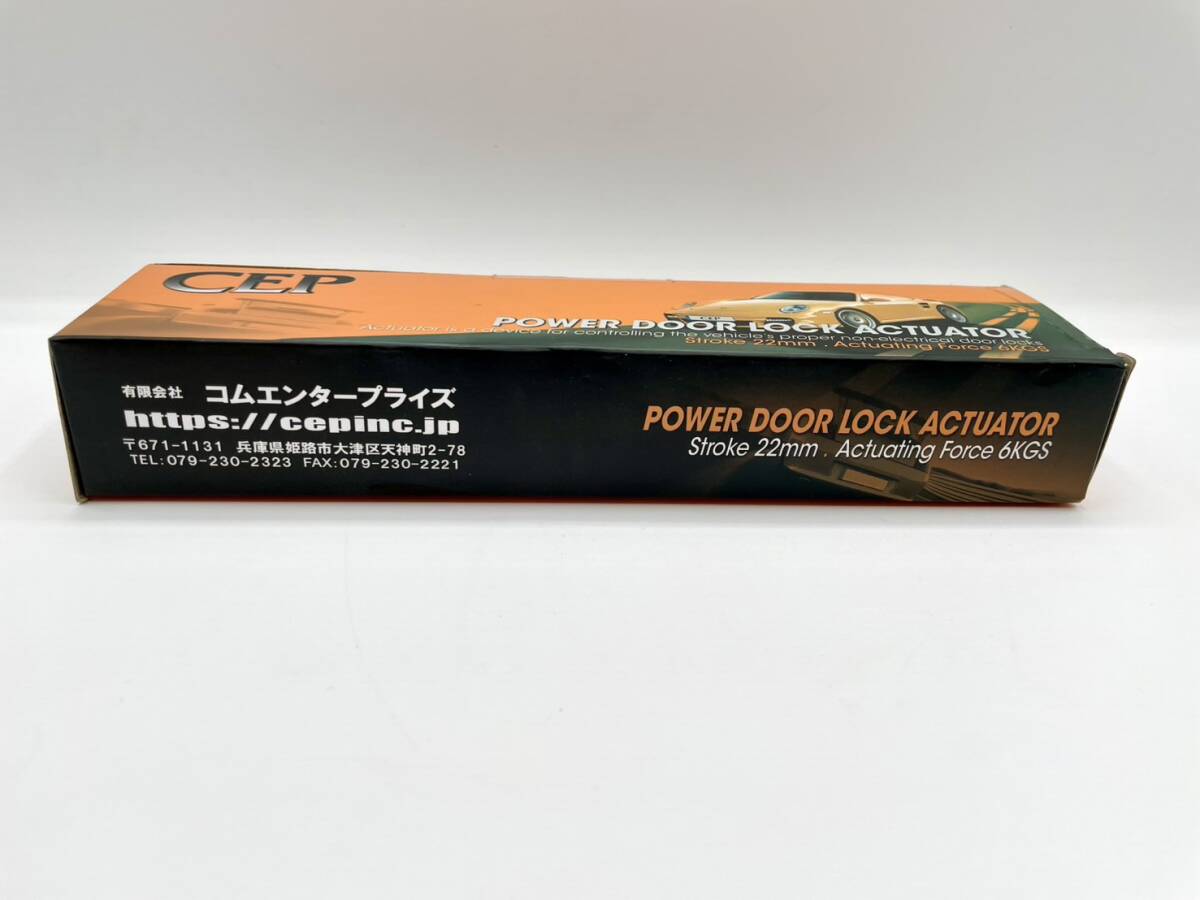 CEP
CEP
POWER DOOR LOCK ACTUATOR
Actuator is a device for controlling the vehicle's proper non-electrical door locks
Stroke 22mm . Actuating Force 6KGS
有限会社 コムエンタープライズ
https://cepinc.jp
〒671-1131 兵庫県姫路市大津区天神町2-78
TEL:079-230-2323 FAX:079-230-2221
POWER DOOR LOCK ACTUATOR
Stroke 22mm . Actuating Force 6KGS